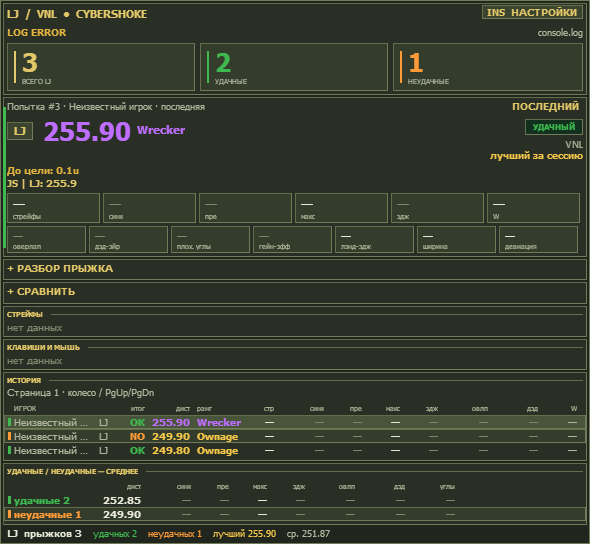 LJ / VNL • CYBERSHOKE
INS НАСТРОЙКИ
LOG ERROR
console.log
3
ВСЕГО LJ
2
УДАЧНЫЕ
1
НЕУДАЧНЫЕ
Попытка #3 · Неизвестный игрок · последняя
ПОСЛЕДНИЙ
LJ 255.90 Wrecker
УДАЧНЫЙ
VNL
лучший за сессию
До цели: 0.1u
JS | LJ: 255.9
— — — — — —
стрейфы синк пре макс эдж W
— — — — — — —
оверлап дэд-эйр плох. углы гейн-эфф лэнд-эдж ширина девиация
+ РАЗБОР ПРЫЖКА
+ СРАВНИТЬ
СТРЕЙФЫ
нет данных
КЛАВИШИ И МЫШЬ
нет данных
ИСТОРИЯ
Страница 1 · колесо / PgUp/PgDn
ИГРОК итог дист ранг стр синк пре макс эдж овлп дэд W
Неизвестный ... LJ OK 255.90 Wrecker — — — — — — — —
Неизвестный ... LJ NO 249.90 Ownage — — — — — — — —
Неизвестный ... LJ OK 249.80 Ownage — — — — — — — —
УДАЧНЫЕ / НЕУДАЧНЫЕ — СРЕДНЕЕ
дист синк пре макс эдж овлп дэд углы
удачные 2 252.85 — — — — — — —
неудачные 1 249.90 — — — — — — —
LJ прыжков 3 удачных 2 неудачных 1 лучший 255.90 ср. 251.87